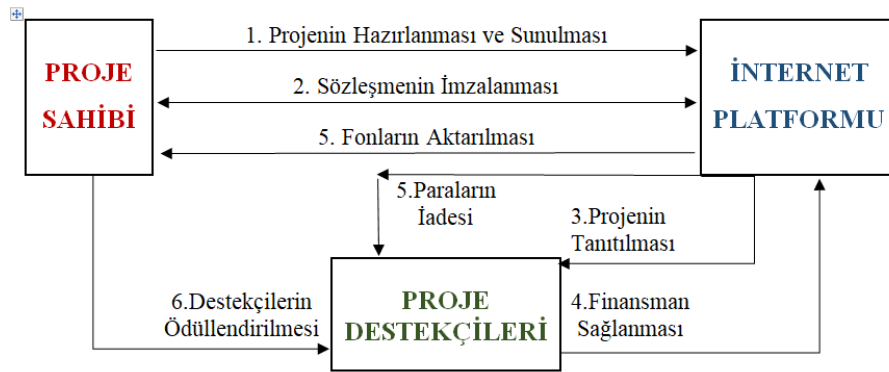 1. Projenin Hazırlanması ve Sunulması
PROJE
SAHİBİ
İNTERNET
PLATFORMU
2. Sözleşmenin İmzalanması
5. Fonların Aktarılması
5.Paraların
İadesi
3.Projenin
Tanıtılması
6.Destekçilerin
Ödüllendirilmesi
PROJE
DESTEKÇİLERİ
4.Finansman
Sağlanması